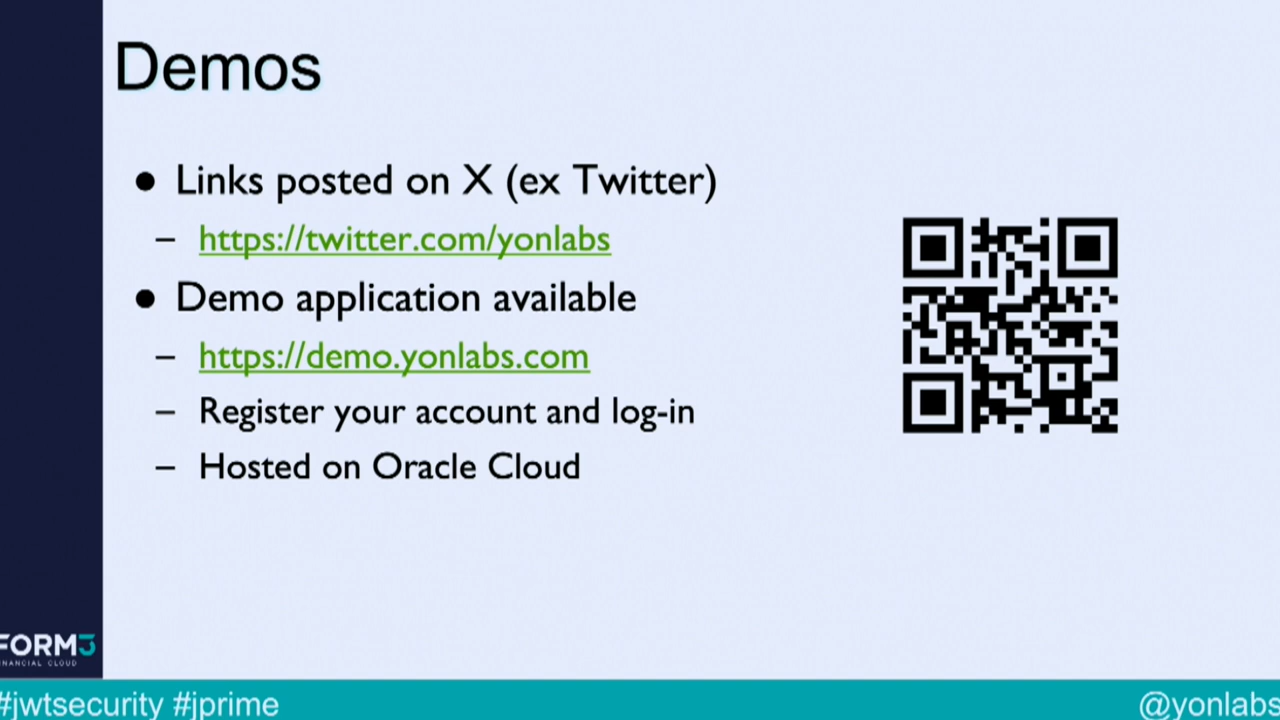 Demos
● Links posted on X (ex Twitter)
– https://twitter.com/yonlabs
● Demo application available
– https://demo.yonlabs.com
– Register your account and log-in
– Hosted on Oracle Cloud
FORM3
INANCIAL CLOUD
#jwtsecurity #jprime
@yonlabs